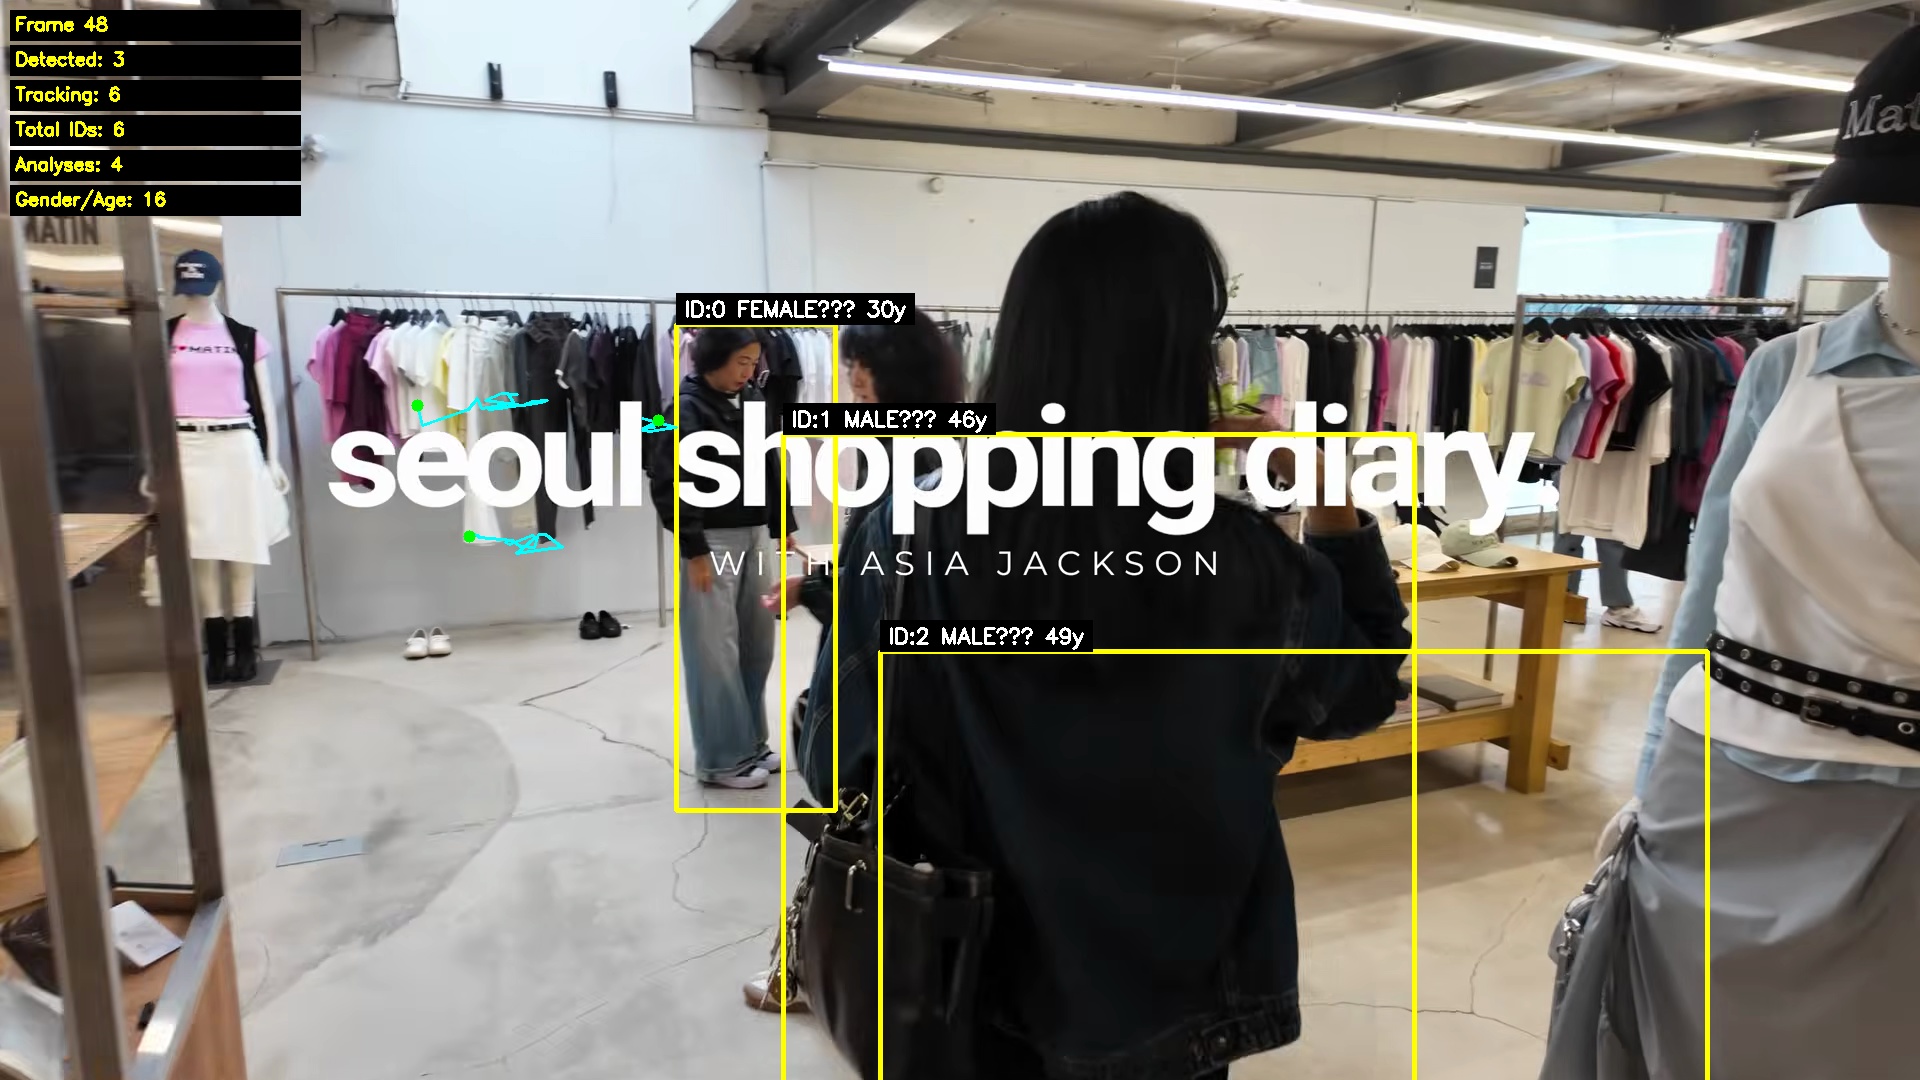 Frame 48
Detected: 3
Tracking: 6
Total IDs: 6
Analyses: 4
Gender/Age: 16
MATIN
Mat
ID:0 FEMALE??? 30y
I ♥ MATIN
ID:1 MALE??? 46y
seoul shopping diary.
WITH ASIA JACKSON
ID:2 MALE??? 49y